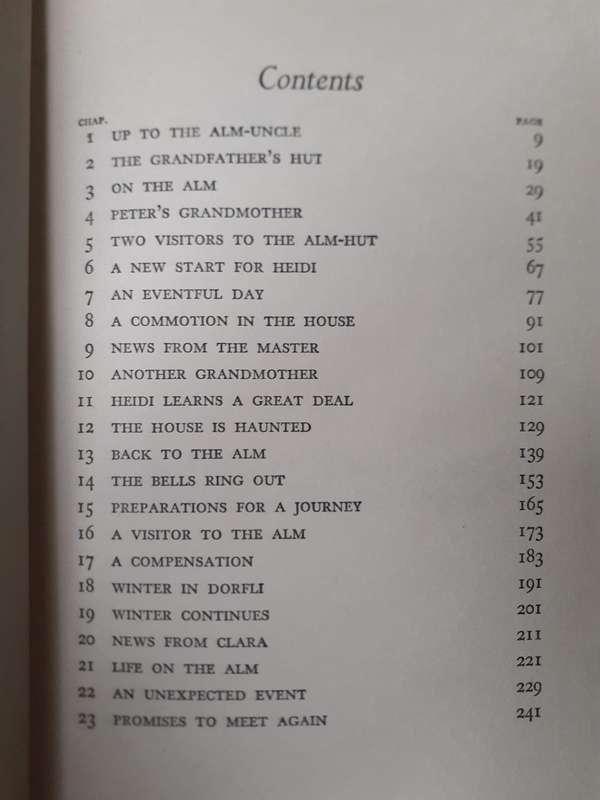 Contents
CHAP. PAGE
1 UP TO THE ALM-UNCLE 9
2 THE GRANDFATHER'S HUT 19
3 ON THE ALM 29
4 PETER'S GRANDMOTHER 41
5 TWO VISITORS TO THE ALM-HUT 55
6 A NEW START FOR HEIDI 67
7 AN EVENTFUL DAY 77
8 A COMMOTION IN THE HOUSE 91
9 NEWS FROM THE MASTER 101
10 ANOTHER GRANDMOTHER 109
11 HEIDI LEARNS A GREAT DEAL 121
12 THE HOUSE IS HAUNTED 129
13 BACK TO THE ALM 139
14 THE BELLS RING OUT 153
15 PREPARATIONS FOR A JOURNEY 165
16 A VISITOR TO THE ALM 173
17 A COMPENSATION 183
18 WINTER IN DORFLI 191
19 WINTER CONTINUES 201
20 NEWS FROM CLARA 211
21 LIFE ON THE ALM 221
22 AN UNEXPECTED EVENT 229
23 PROMISES TO MEET AGAIN 241